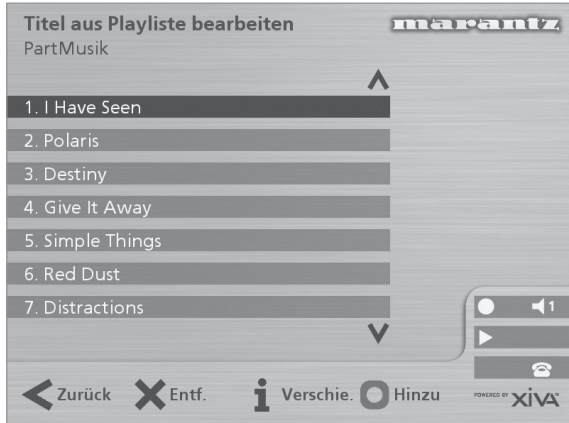 Titel aus Playliste bearbeiten
marantz
PartMusik
1. I Have Seen
2. Polaris
3. Destiny
4. Give It Away
5. Simple Things
6. Red Dust
7. Distractions
1
Zurück Entf. i Verschie. Hinzu
POWERED BY XiVA™